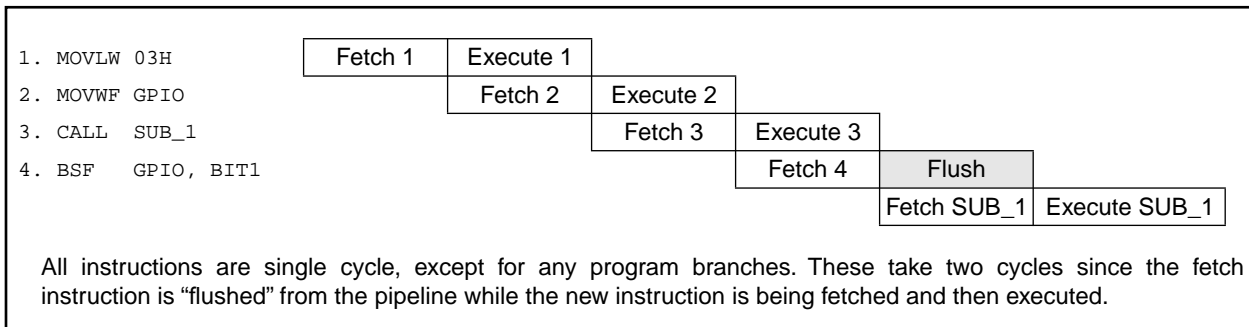 1. MOVLW 03H Fetch 1 Execute 1
2. MOVWF GPIO Fetch 2 Execute 2
3. CALL SUB_1 Fetch 3 Execute 3
4. BSF GPIO, BIT1 Fetch 4 Flush
Fetch SUB_1 Execute SUB_1
All instructions are single cycle, except for any program branches. These take two cycles since the fetch
instruction is “flushed” from the pipeline while the new instruction is being fetched and then executed.